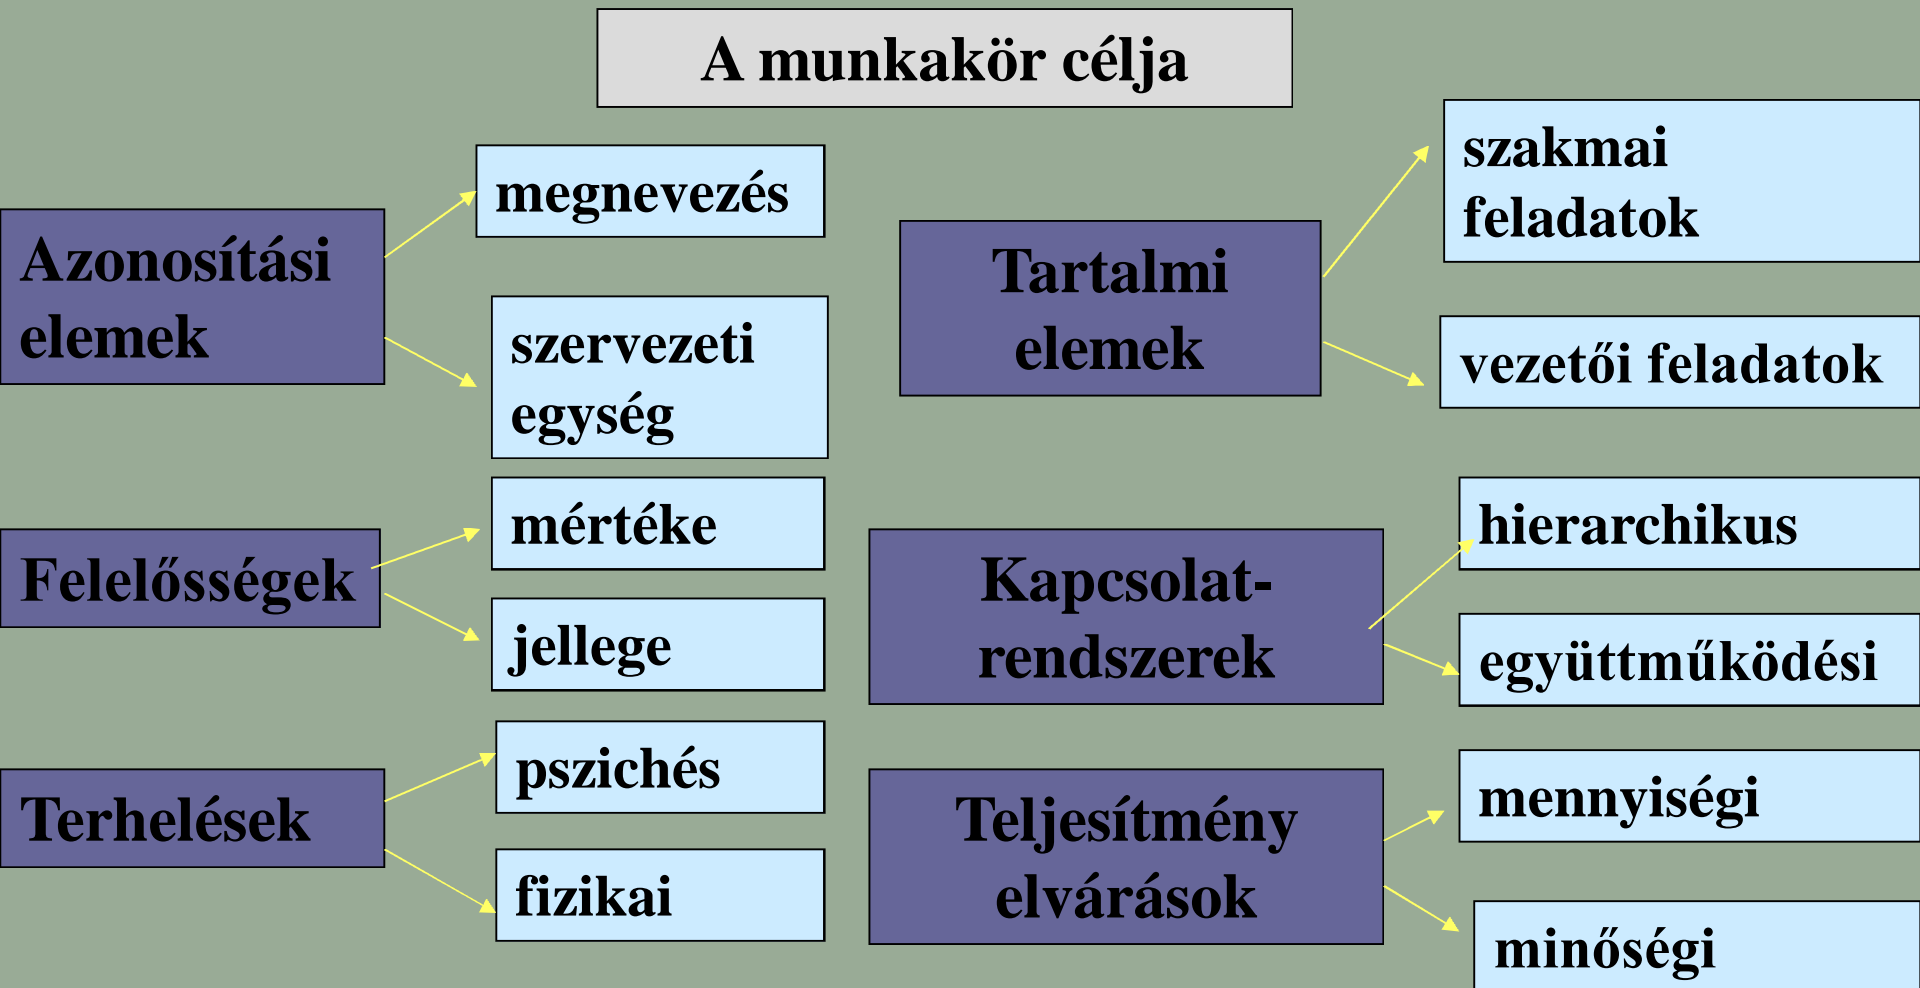 A munkakör célja
Azonosítási
elemek
megnevezés
szervezeti
egység
Tartalmi
elemek
szakmai
feladatok
vezetői feladatok
Felelősségek
mértéke
jellege
Kapcsolat-
rendszerek
hierarchikus
együttműködési
Terhelések
pszichés
fizikai
Teljesítmény
elvárások
mennyiségi
minőségi